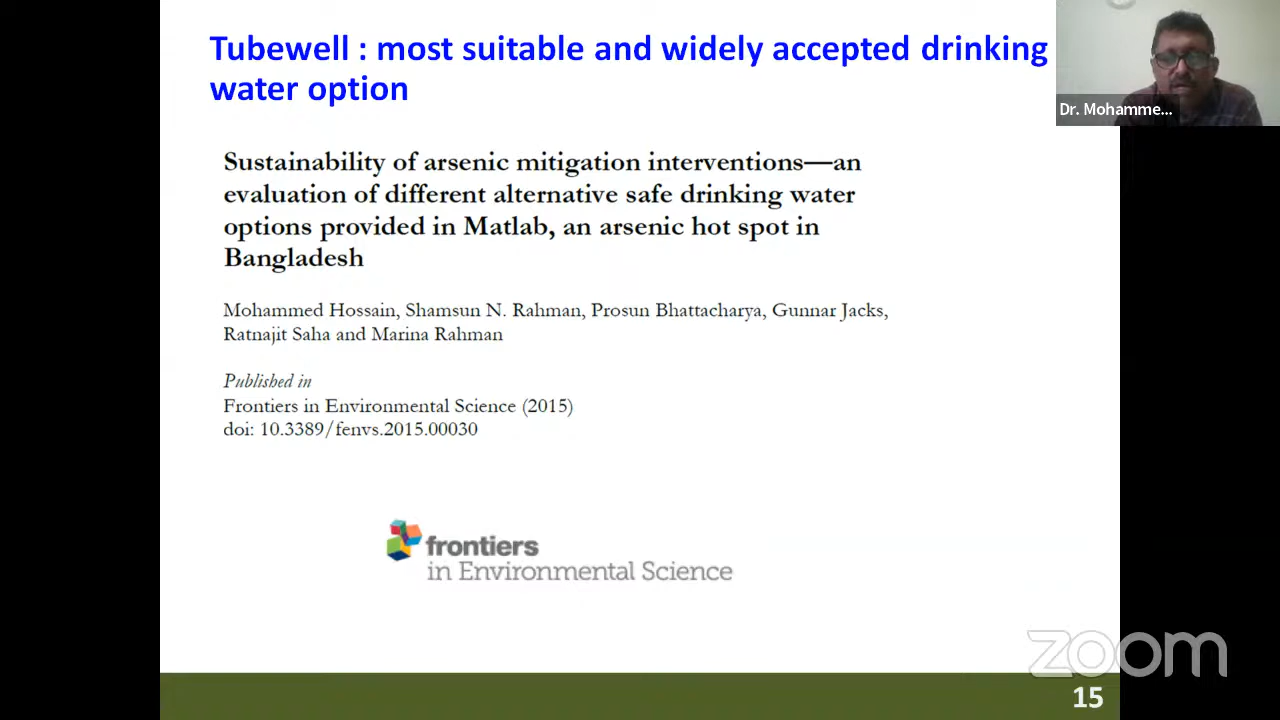 Tubewell : most suitable and widely accepted drinking
water option
Dr. Mohamme...
Sustainability of arsenic mitigation interventions—an
evaluation of different alternative safe drinking water
options provided in Matlab, an arsenic hot spot in
Bangladesh
Mohammed Hossain, Shamsun N. Rahman, Prosun Bhattacharya, Gunnar Jacks,
Ratnajit Saha and Marina Rahman
Published in
Frontiers in Environmental Science (2015)
doi: 10.3389/fenvs.2015.00030
frontiers
in Environmental Science
zoom
15